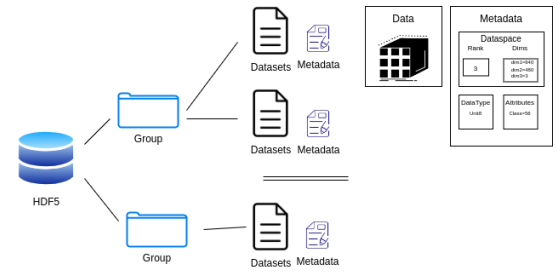 Data
Metadata
Dataspace
Rank
Dims
3
dim1=640
dim2=480
dim3=3
Datasets
Metadata
DataType
Attributes
Unit8
Class=56
Group
Datasets
Metadata
HDF5
Group
Datasets
Metadata